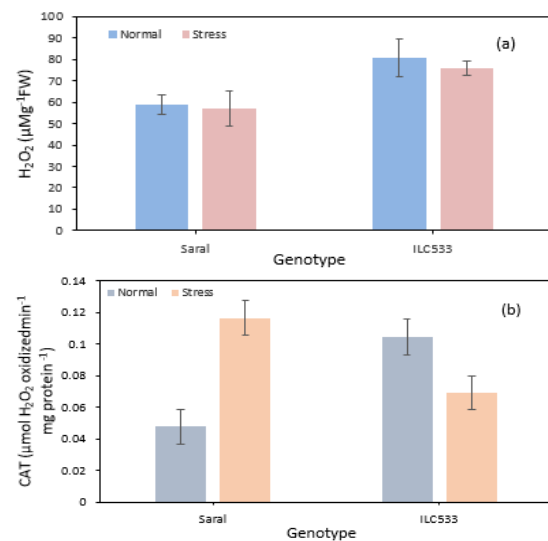 100
90
80
70
60
50
40
30
20
10
0
H₂O₂ (μMg⁻¹FW)
Normal
Stress
(a)
Saral
ILC533
Genotype
0.14
0.12
0.1
0.08
0.06
0.04
0.02
0
CAT (μmol H₂O₂ oxidizedmin⁻¹
mg protein⁻¹)
Normal
Stress
(b)
Saral
ILC533
Genotype